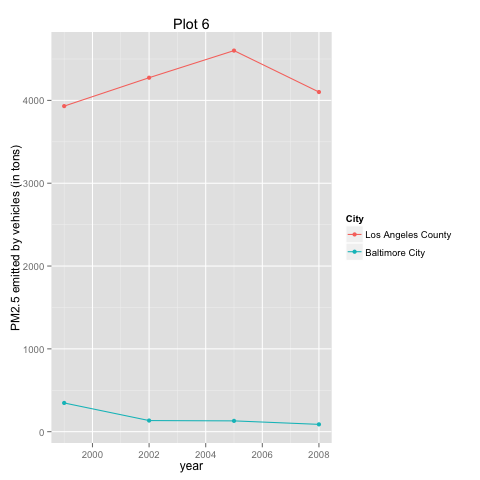 Plot 6
PM2.5 emitted by vehicles (in tons)
4000
3000
2000
1000
0
2000
2002
2004
2006
2008
year
City
Los Angeles County
Baltimore City